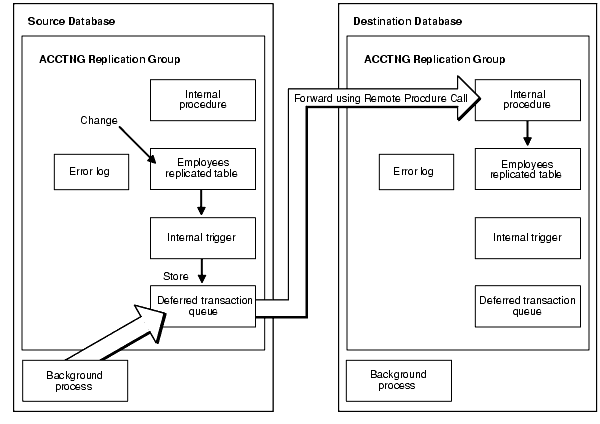 Source Database
ACCTNG Replication Group
Internal
procedure
Change
Error log
Employees
replicated table
Internal trigger
Store
Deferred transaction
queue
Background
process
Forward using Remote Procdure Call
Destination Database
ACCTNG Replication Group
Internal
procedure
Error log
Employees
replicated table
Internal trigger
Deferred transaction
queue
Background
process